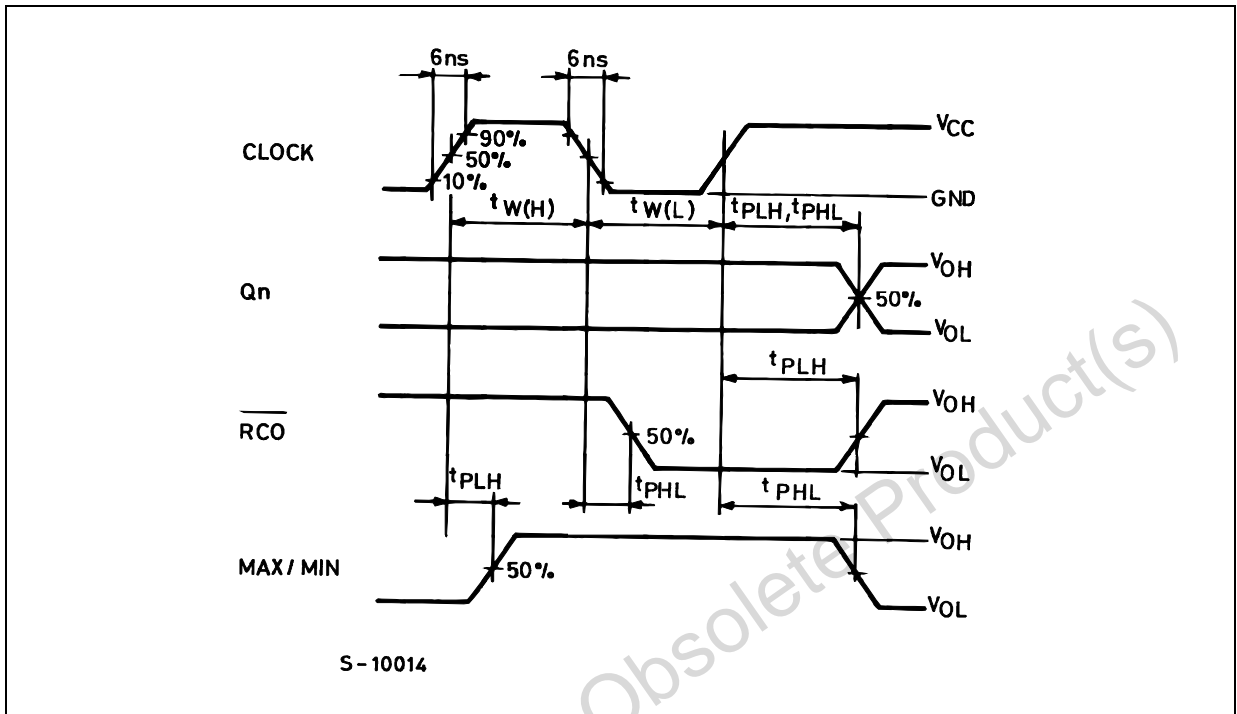 6ns 6ns
VCC
90%
CLOCK 50%
10%
GND
tW(H) tW(L) tPLH,tPHL
VOH
Qn 50%
VOL
tPLH
VOH
RCO 50%
VOL
tPLH tPHL tPHL
VOH
MAX/MIN 50%
VOL
S-10014
Obsolete Product(s)